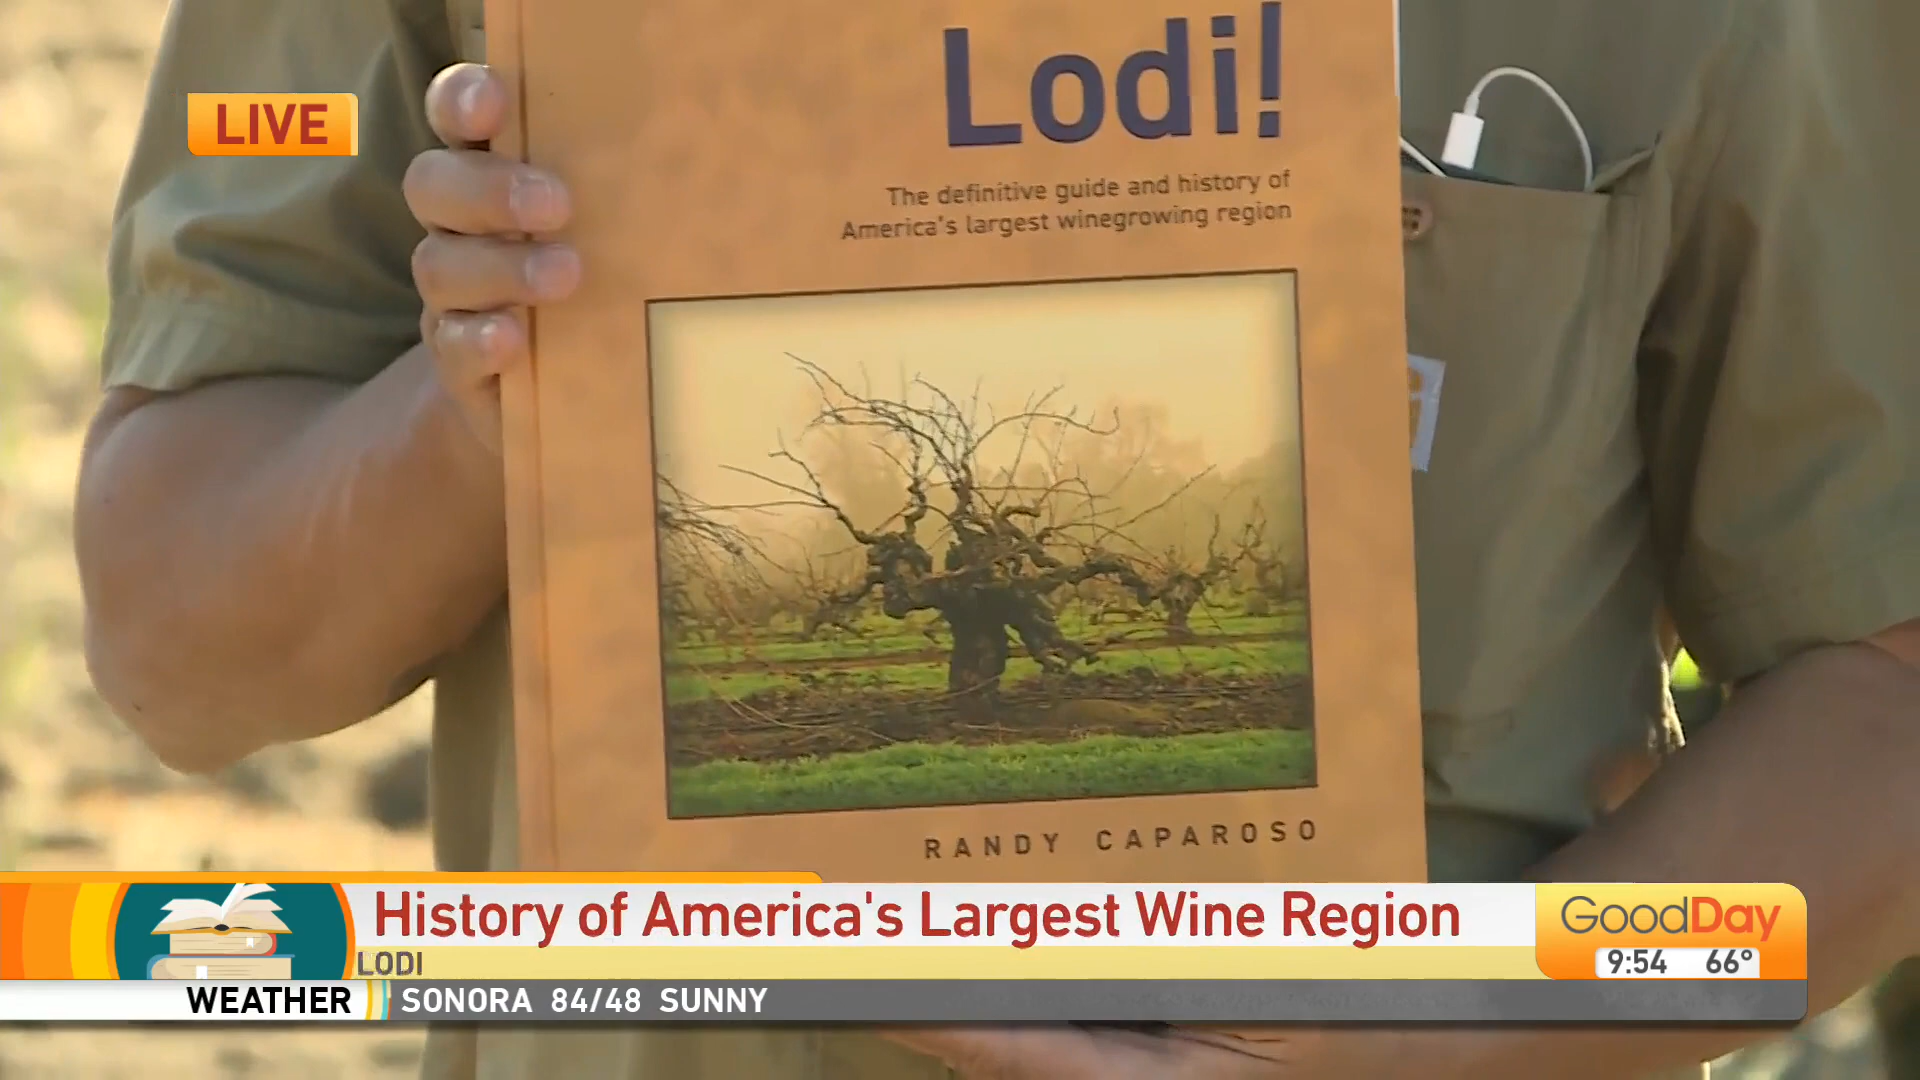 Lodi!
LIVE
The definitive guide and history of
America's largest winegrowing region
RANDY CAPAROSO
History of America's Largest Wine Region
LODI
GoodDay
9:54 66°
WEATHER SONORA 84/48 SUNNY